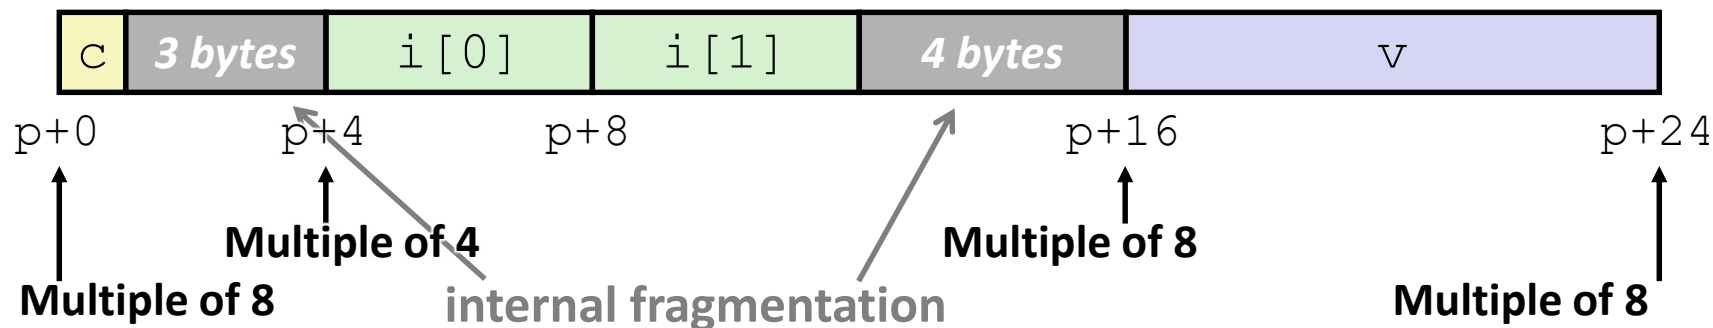 c 3 bytes i[0] i[1] 4 bytes v
p+0 p+4 p+8 p+16 p+24
Multiple of 4 Multiple of 8
Multiple of 8 internal fragmentation Multiple of 8